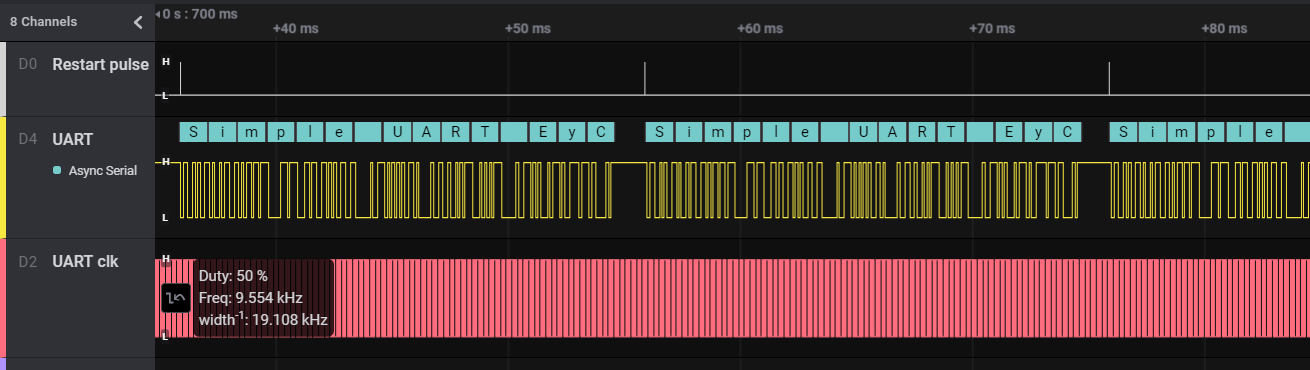 8 Channels
0 s : 700 ms
+40 ms +50 ms +60 ms +70 ms +80 ms
D0 Restart pulse H
L
D4 UART S i m p l e U A R T E y C S i m p l e U A R T E y C S i m p l e
Async Serial H
L
D2 UART clk H
Duty: 50 %
Freq: 9.554 kHz
width⁻¹: 19.108 kHz
L